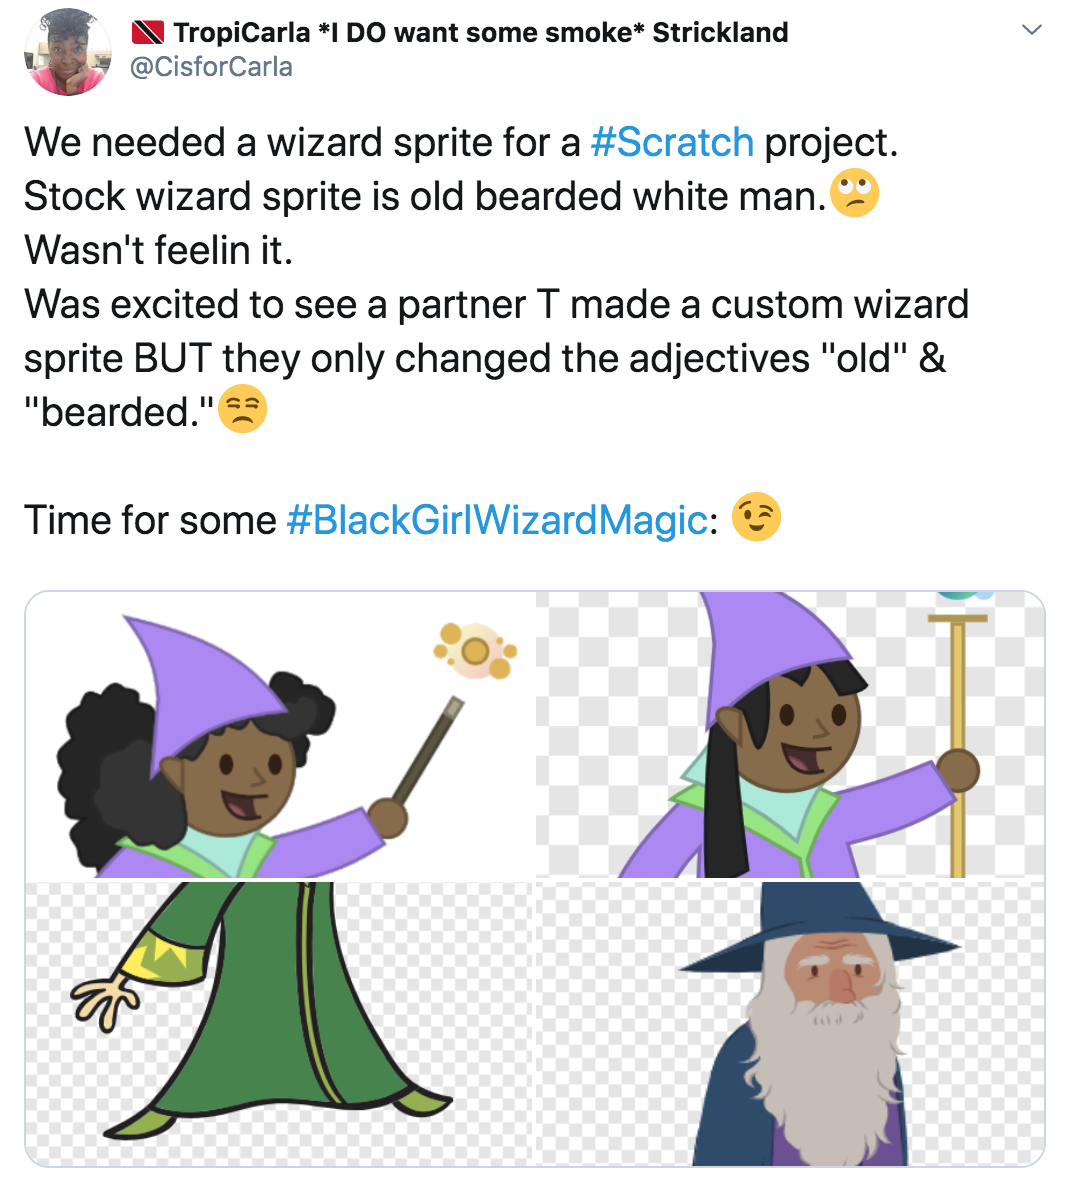 🇹🇹 TropiCarla *I DO want some smoke* Strickland
@CisforCarla
We needed a wizard sprite for a #Scratch project.
Stock wizard sprite is old bearded white man.🙄
Wasn't feelin it.
Was excited to see a partner T made a custom wizard
sprite BUT they only changed the adjectives "old" &
"bearded."😒
Time for some #BlackGirlWizardMagic: 😉